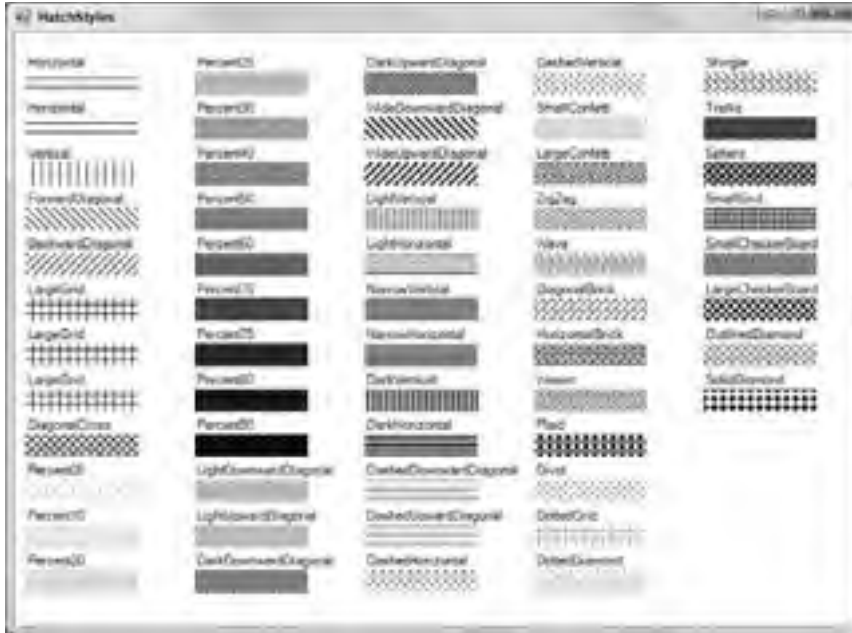 HatchStyles
Horizontal
Horizontal
Vertical
ForwardDiagonal
BackwardDiagonal
LargeGrid
LargeGrid
LargeGrid
DiagonalCross
Percent05
Percent10
Percent20
Percent25
Percent30
Percent40
Percent50
Percent60
Percent70
Percent75
Percent80
Percent90
LightDownwardDiagonal
LightUpwardDiagonal
DarkDownwardDiagonal
DarkUpwardDiagonal
WideDownwardDiagonal
WideUpwardDiagonal
LightVertical
LightHorizontal
NarrowVertical
NarrowHorizontal
DarkVertical
DarkHorizontal
DashedDownwardDiagonal
DashedUpwardDiagonal
DashedHorizontal
DashedVertical
SmallConfetti
LargeConfetti
ZigZag
Wave
DiagonalBrick
HorizontalBrick
Weave
Plaid
Divot
DottedGrid
DottedDiamond
Shingle
Trellis
Sphere
SmallGrid
SmallCheckerBoard
LargeCheckerBoard
OutlinedDiamond
SolidDiamond